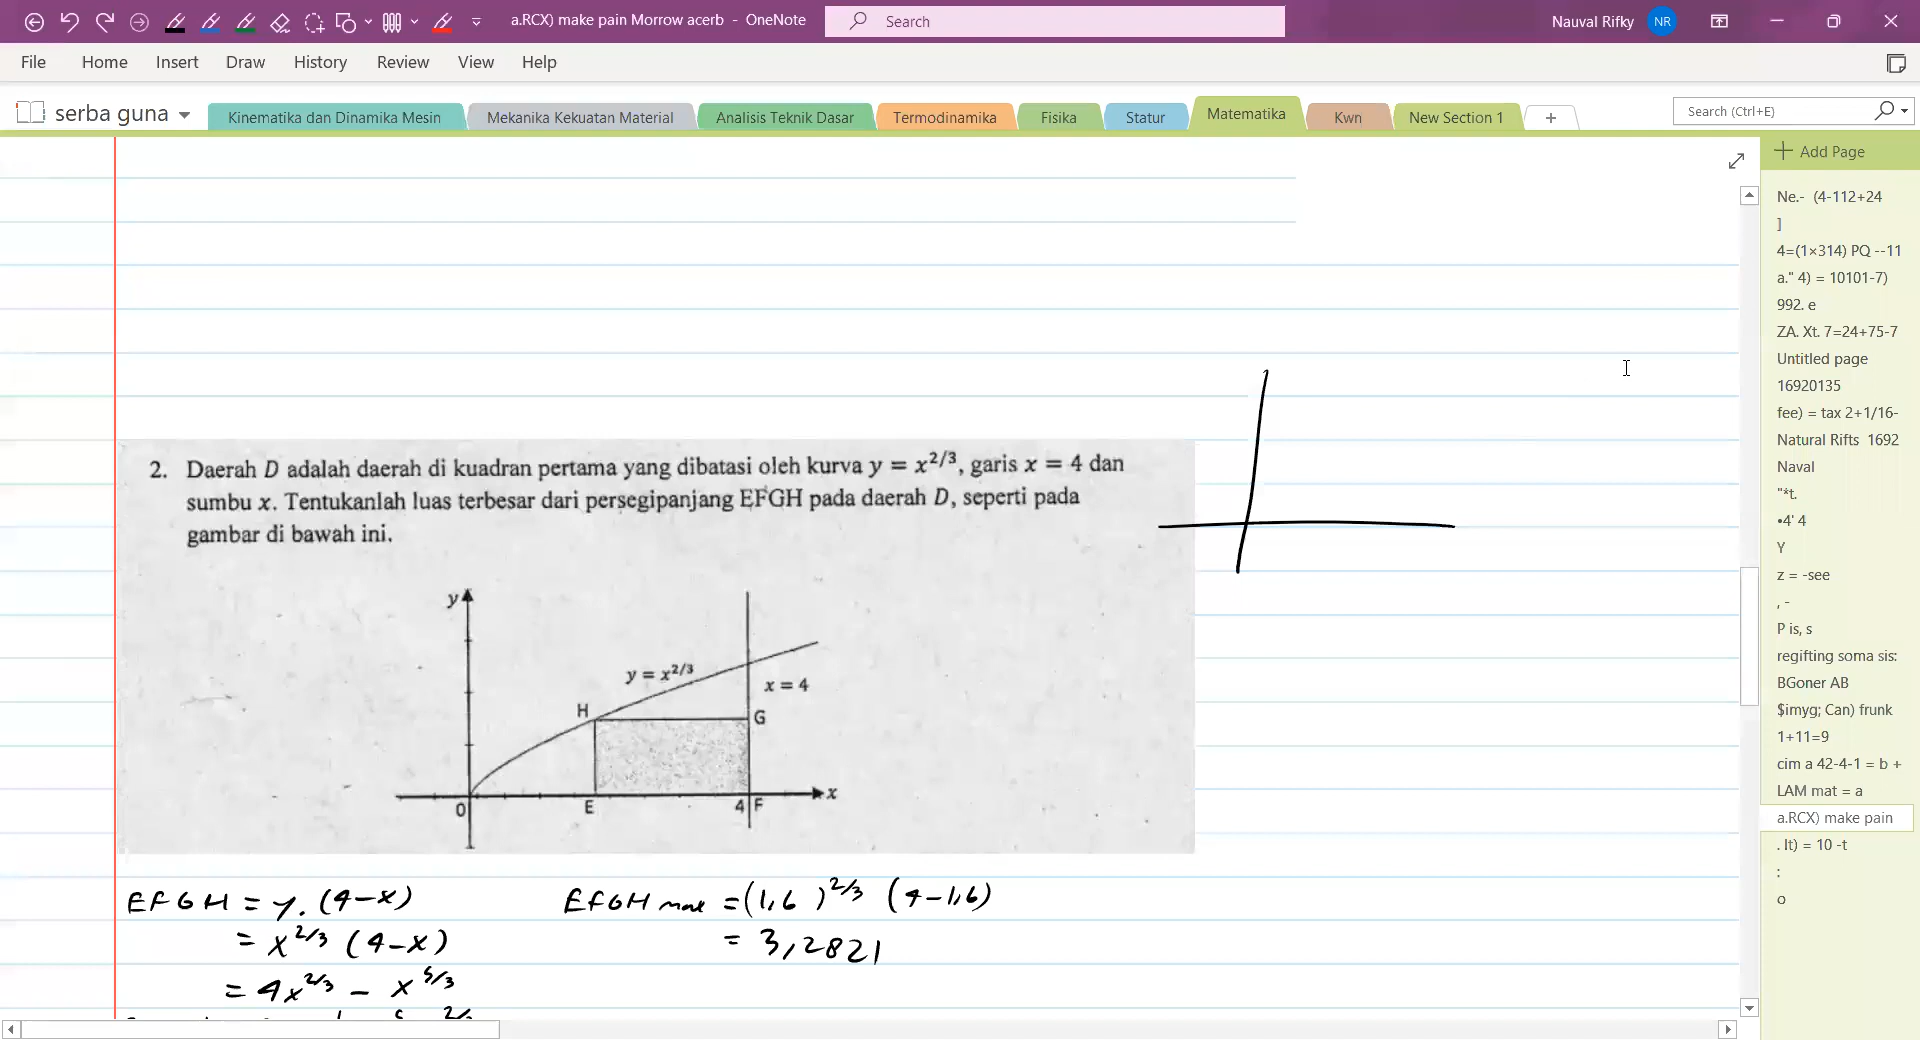 a.RCX) make pain Morrow acerb - OneNote
Search
Nauval Rifky
NR
File
Home
Insert
Draw
History
Review
View
Help
serba guna
Kinematika dan Dinamika Mesin
Mekanika Kekuatan Material
Analisis Teknik Dasar
Termodinamika
Fisika
Statur
Matematika
Kwn
New Section 1
+
Search (Ctrl+E)
2. Daerah D adalah daerah di kuadran pertama yang dibatasi oleh kurva y = x^{2/3}, garis x = 4 dan
sumbu x. Tentukanlah luas terbesar dari persegipanjang EFGH pada daerah D, seperti pada
gambar di bawah ini.
y
y = x^{2/3}
x = 4
H
G
x
0
E
4
F
EFGH = y. (4-x)
= x^{2/3} (4-x)
= 4x^{2/3} - x^{5/3}
EFGH max = (1,6)^{2/3} (4-1,6)
= 3,2821
Add Page
Ne.- (4-112+24
]
4=(1×314) PQ --11
a." 4) = 10101-7)
992. e
ZA. Xt. 7=24+75-7
Untitled page
16920135
fee) = tax 2+1/16-
Natural Rifts 1692
Naval
"*t.
•4' 4
Y
z = -see
, -
P is, s
regifting soma sis:
BGoner AB
$imyg; Can) frunk
1+11=9
cim a 42-4-1 = b +
LAM mat = a
a.RCX) make pain
. It) = 10 -t
:
o